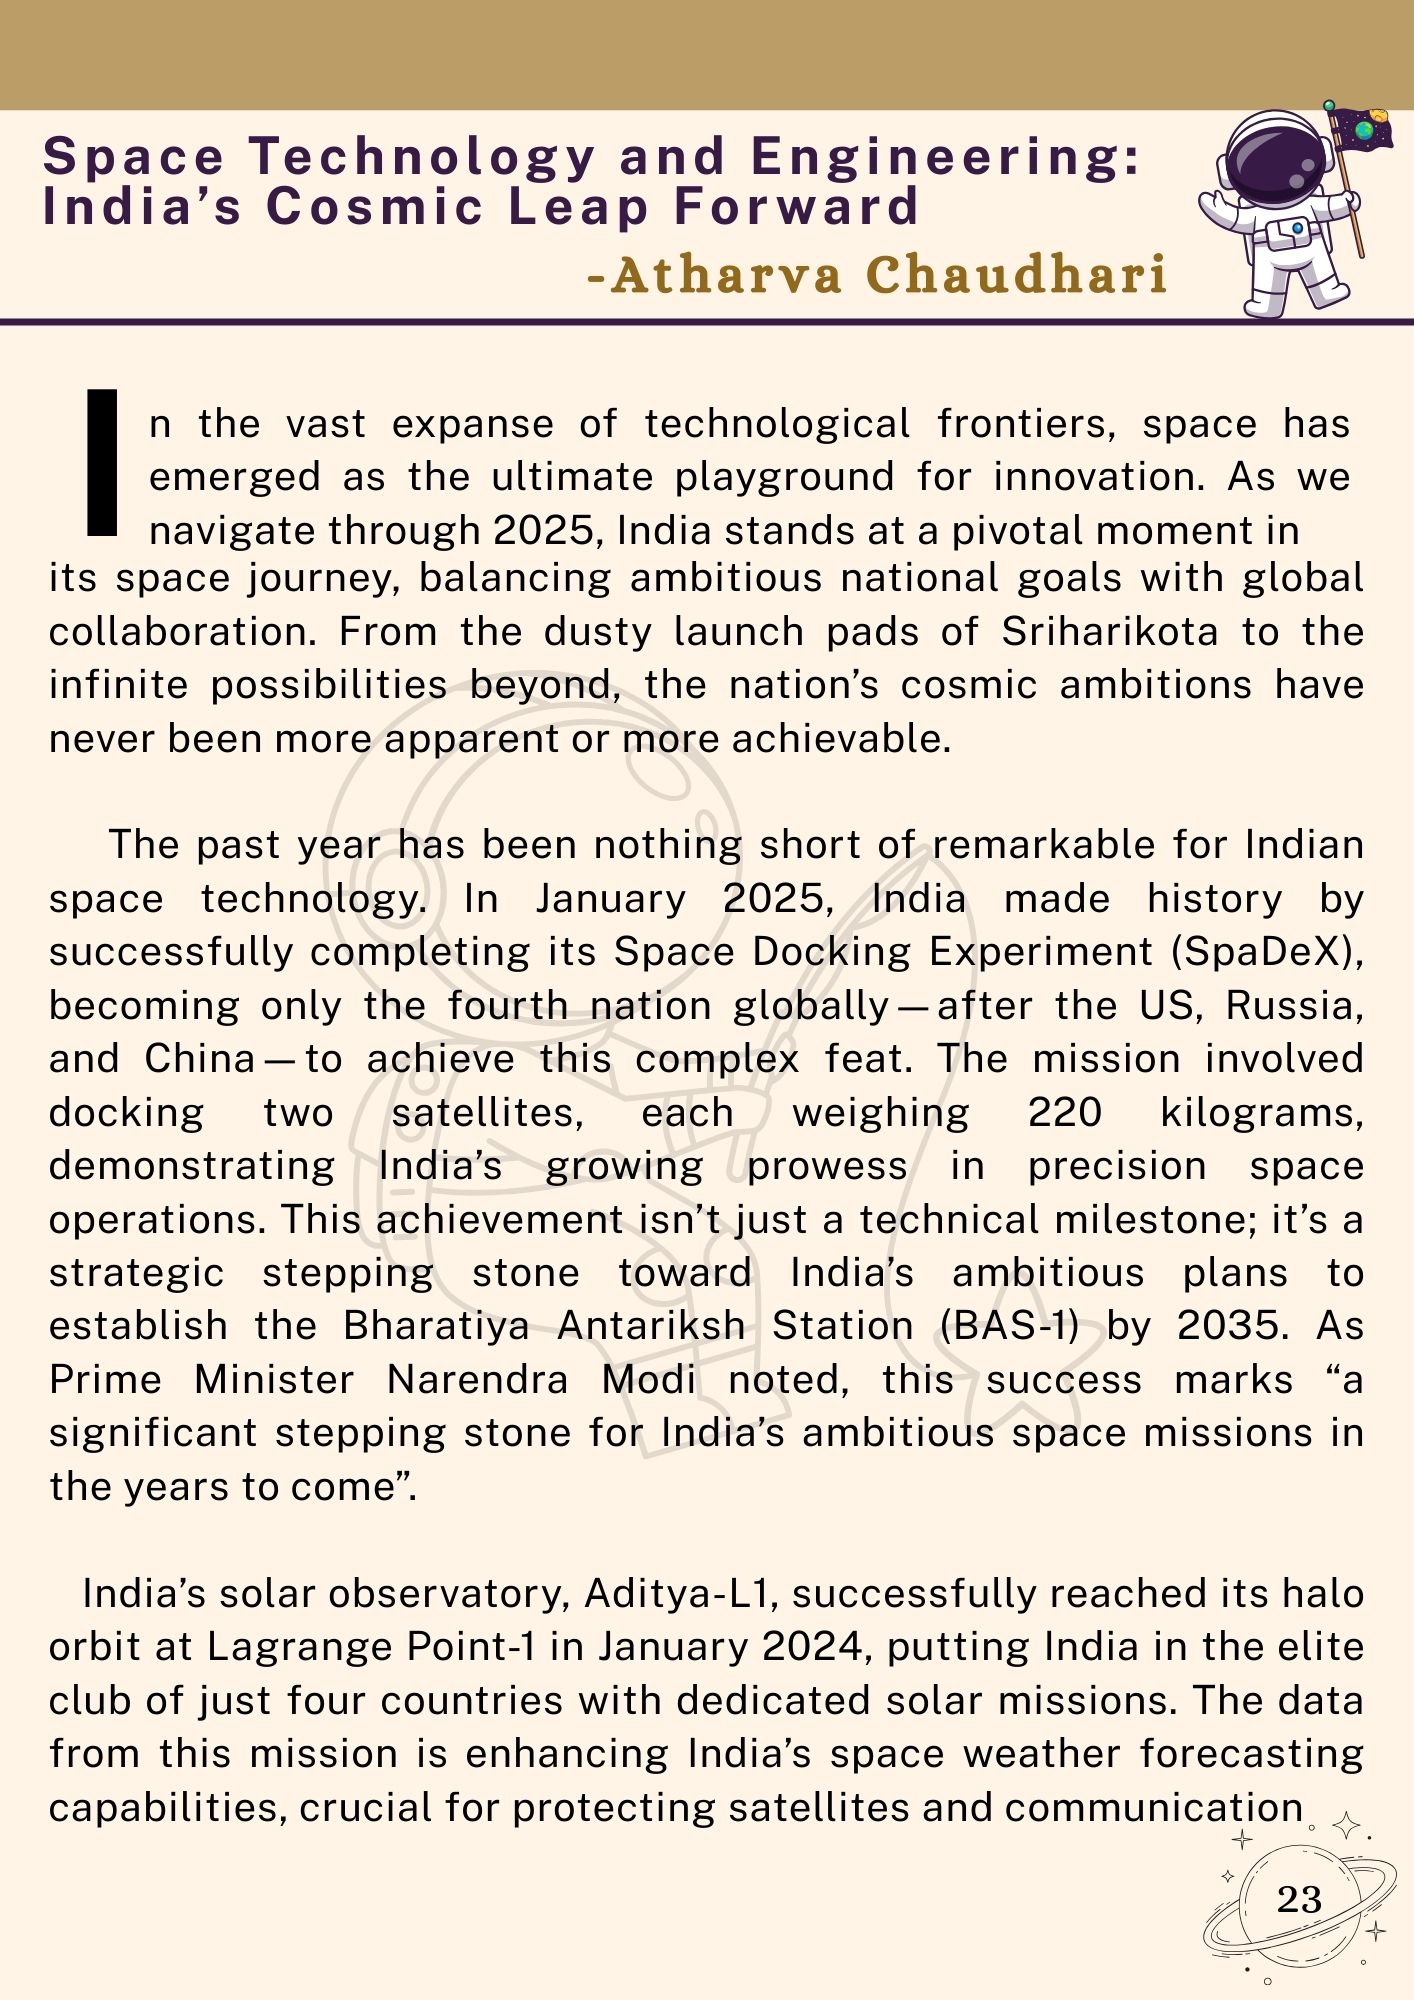 Space Technology and Engineering:
India’s Cosmic Leap Forward
-Atharva Chaudhari
In the vast expanse of technological frontiers, space has
emerged as the ultimate playground for innovation. As we
navigate through 2025, India stands at a pivotal moment in
its space journey, balancing ambitious national goals with global
collaboration. From the dusty launch pads of Sriharikota to the
infinite possibilities beyond, the nation’s cosmic ambitions have
never been more apparent or more achievable.
The past year has been nothing short of remarkable for Indian
space technology. In January 2025, India made history by
successfully completing its Space Docking Experiment (SpaDeX),
becoming only the fourth nation globally—after the US, Russia,
and China—to achieve this complex feat. The mission involved
docking two satellites, each weighing 220 kilograms,
demonstrating India’s growing prowess in precision space
operations. This achievement isn’t just a technical milestone; it’s a
strategic stepping stone toward India’s ambitious plans to
establish the Bharatiya Antariksh Station (BAS-1) by 2035. As
Prime Minister Narendra Modi noted, this success marks “a
significant stepping stone for India’s ambitious space missions in
the years to come”.
India’s solar observatory, Aditya-L1, successfully reached its halo
orbit at Lagrange Point-1 in January 2024, putting India in the elite
club of just four countries with dedicated solar missions. The data
from this mission is enhancing India’s space weather forecasting
capabilities, crucial for protecting satellites and communication
23